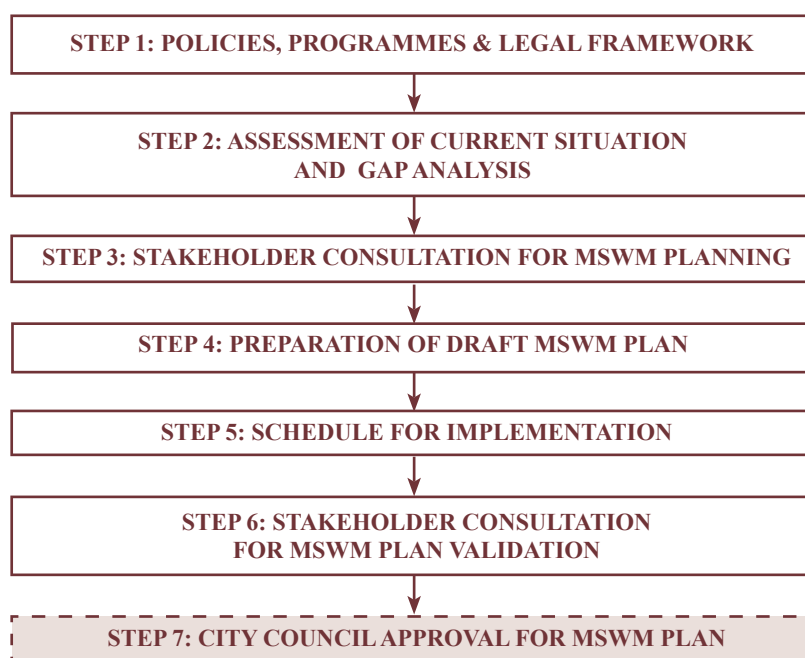 STEP 1: POLICIES, PROGRAMMES & LEGAL FRAMEWORK
STEP 2: ASSESSMENT OF CURRENT SITUATION
AND GAP ANALYSIS
STEP 3: STAKEHOLDER CONSULTATION FOR MSWM PLANNING
STEP 4: PREPARATION OF DRAFT MSWM PLAN
STEP 5: SCHEDULE FOR IMPLEMENTATION
STEP 6: STAKEHOLDER CONSULTATION
FOR MSWM PLAN VALIDATION
STEP 7: CITY COUNCIL APPROVAL FOR MSWM PLAN